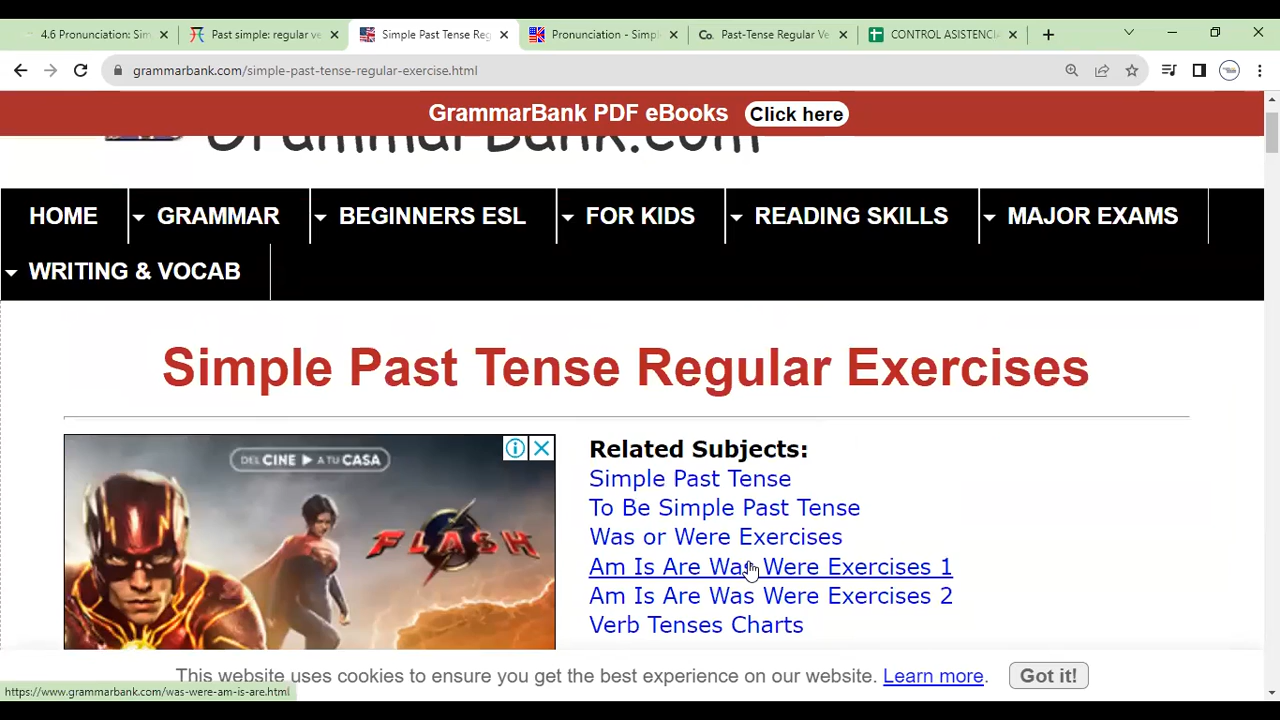 4.6 Pronunciation: Sim
Past simple: regular ve
Simple Past Tense Reg
Pronunciation - Simpl
Co. Past-Tense Regular Ve
CONTROL ASISTENCI
grammarbank.com/simple-past-tense-regular-exercise.html
GrammarBank PDF eBooks Click here
GrammarBank.com
HOME GRAMMAR BEGINNERS ESL FOR KIDS READING SKILLS MAJOR EXAMS
WRITING & VOCAB
Simple Past Tense Regular Exercises
DEL CINE A TU CASA
FLASH
Related Subjects:
Simple Past Tense
To Be Simple Past Tense
Was or Were Exercises
Am Is Are Was Were Exercises 1
Am Is Are Was Were Exercises 2
Verb Tenses Charts
This website uses cookies to ensure you get the best experience on our website. Learn more. Got it!
https://www.grammarbank.com/was-were-am-is-are.html